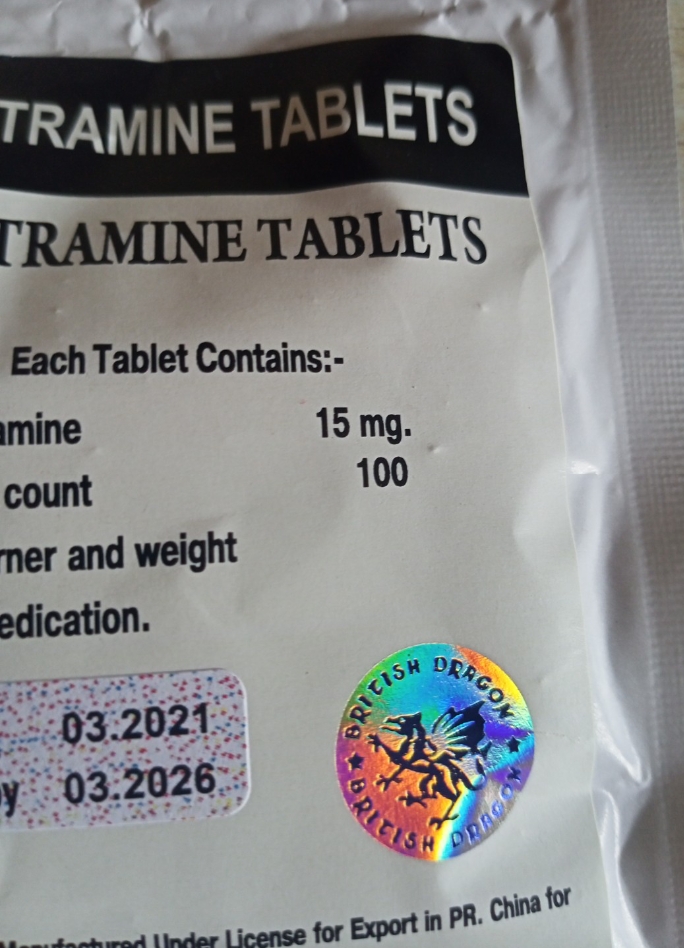 TRAMINE TABLETS
TRAMINE TABLETS
Each Tablet Contains:-
amine 15 mg.
count 100
rner and weight
edication.
03.2021
y 03.2026
BRITISH DRAGON
BRITISH DRAGON
Manufactured Under License for Export in PR. China for